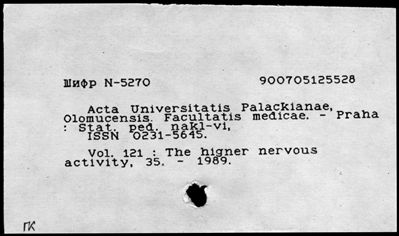 Шифр N-5270 900705125528
Acta Universitatis Palackianae,
Olomucensis. Facultatis medicae. - Praha
: Stat. ped. nakl-vi,
ISSN 0231-5645.
Vol. 121 : The higner nervous
activity, 35. - 1989.
ГК